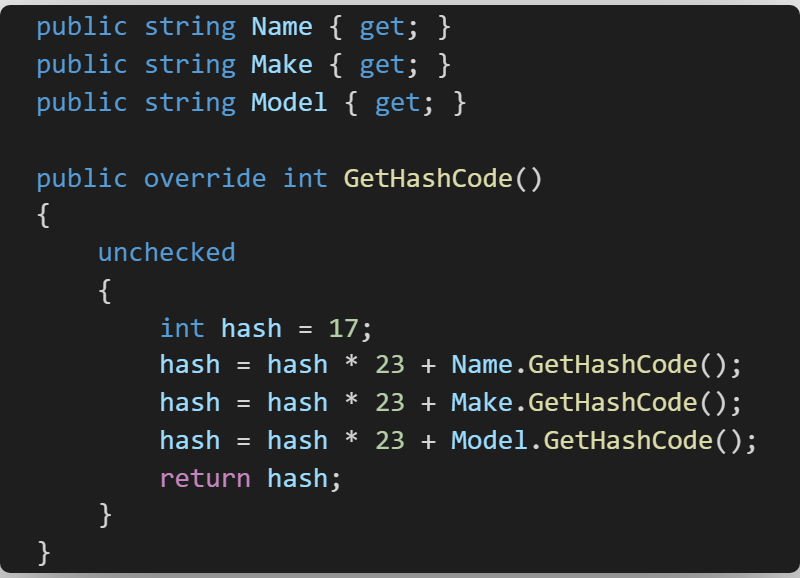 public string Name { get; }
public string Make { get; }
public string Model { get; }

public override int GetHashCode()
{
    unchecked
    {
        int hash = 17;
        hash = hash * 23 + Name.GetHashCode();
        hash = hash * 23 + Make.GetHashCode();
        hash = hash * 23 + Model.GetHashCode();
        return hash;
    }
}